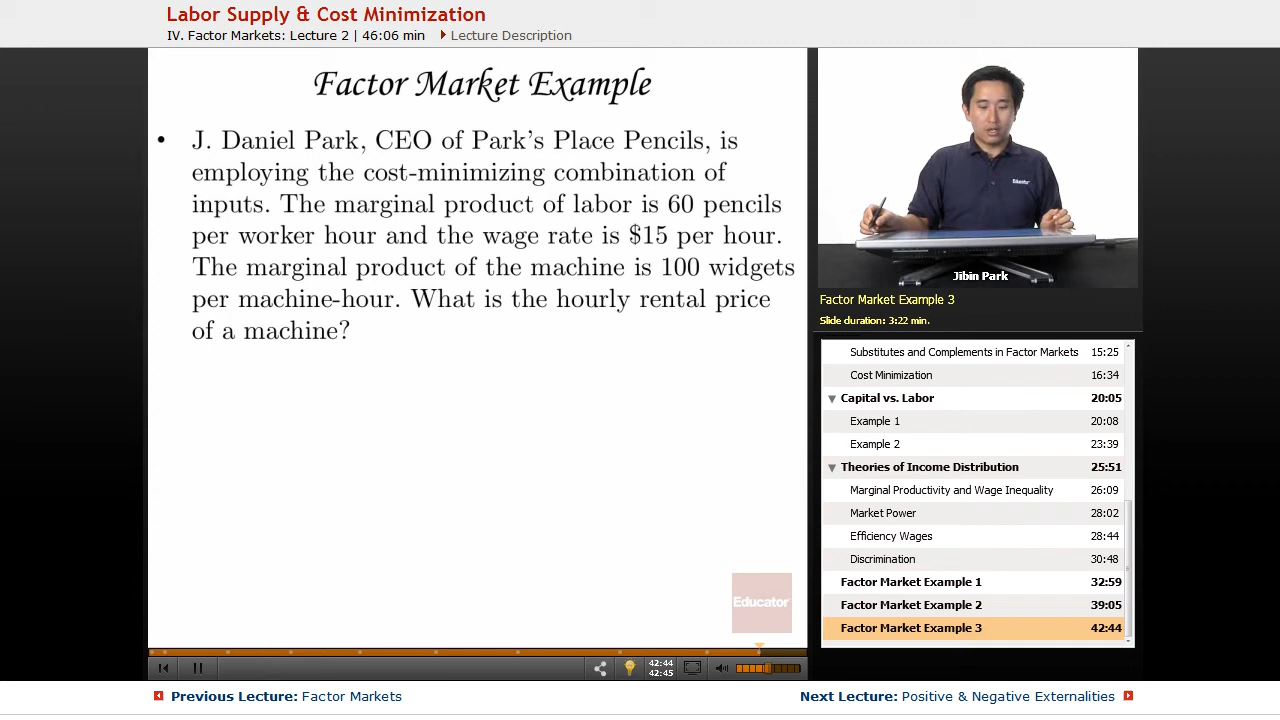 Labor Supply & Cost Minimization
IV. Factor Markets: Lecture 2 | 46:06 min Lecture Description
Factor Market Example
• J. Daniel Park, CEO of Park's Place Pencils, is
employing the cost-minimizing combination of
inputs. The marginal product of labor is 60 pencils
per worker hour and the wage rate is $15 per hour.
The marginal product of the machine is 100 widgets
per machine-hour. What is the hourly rental price
of a machine?
Educator
42:44
42:45
Educator
Jibin Park
Factor Market Example 3
Slide duration: 3:22 min.
Substitutes and Complements in Factor Markets 15:25
Cost Minimization 16:34
Capital vs. Labor 20:05
Example 1 20:08
Example 2 23:39
Theories of Income Distribution 25:51
Marginal Productivity and Wage Inequality 26:09
Market Power 28:02
Efficiency Wages 28:44
Discrimination 30:48
Factor Market Example 1 32:59
Factor Market Example 2 39:05
Factor Market Example 3 42:44
Previous Lecture: Factor Markets
Next Lecture: Positive & Negative Externalities